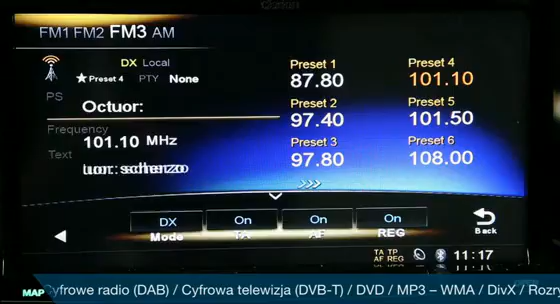 FM1 FM2 FM3 AM
DX Local
★Preset 4 PTY None
PS
Octuor:
Frequency
101.10 MHz
Text
Preset 1
87.80
Preset 2
97.40
Preset 3
97.80
Preset 4
101.10
Preset 5
101.50
Preset 6
108.00
DX
Mode
On
TA
On
AF
On
REG
Back
TA TP
AF REG
11:17
MAP
Cyfrowe radio (DAB) / Cyfrowa telewizja (DVB-T) / DVD / MP3 – WMA / DivX /